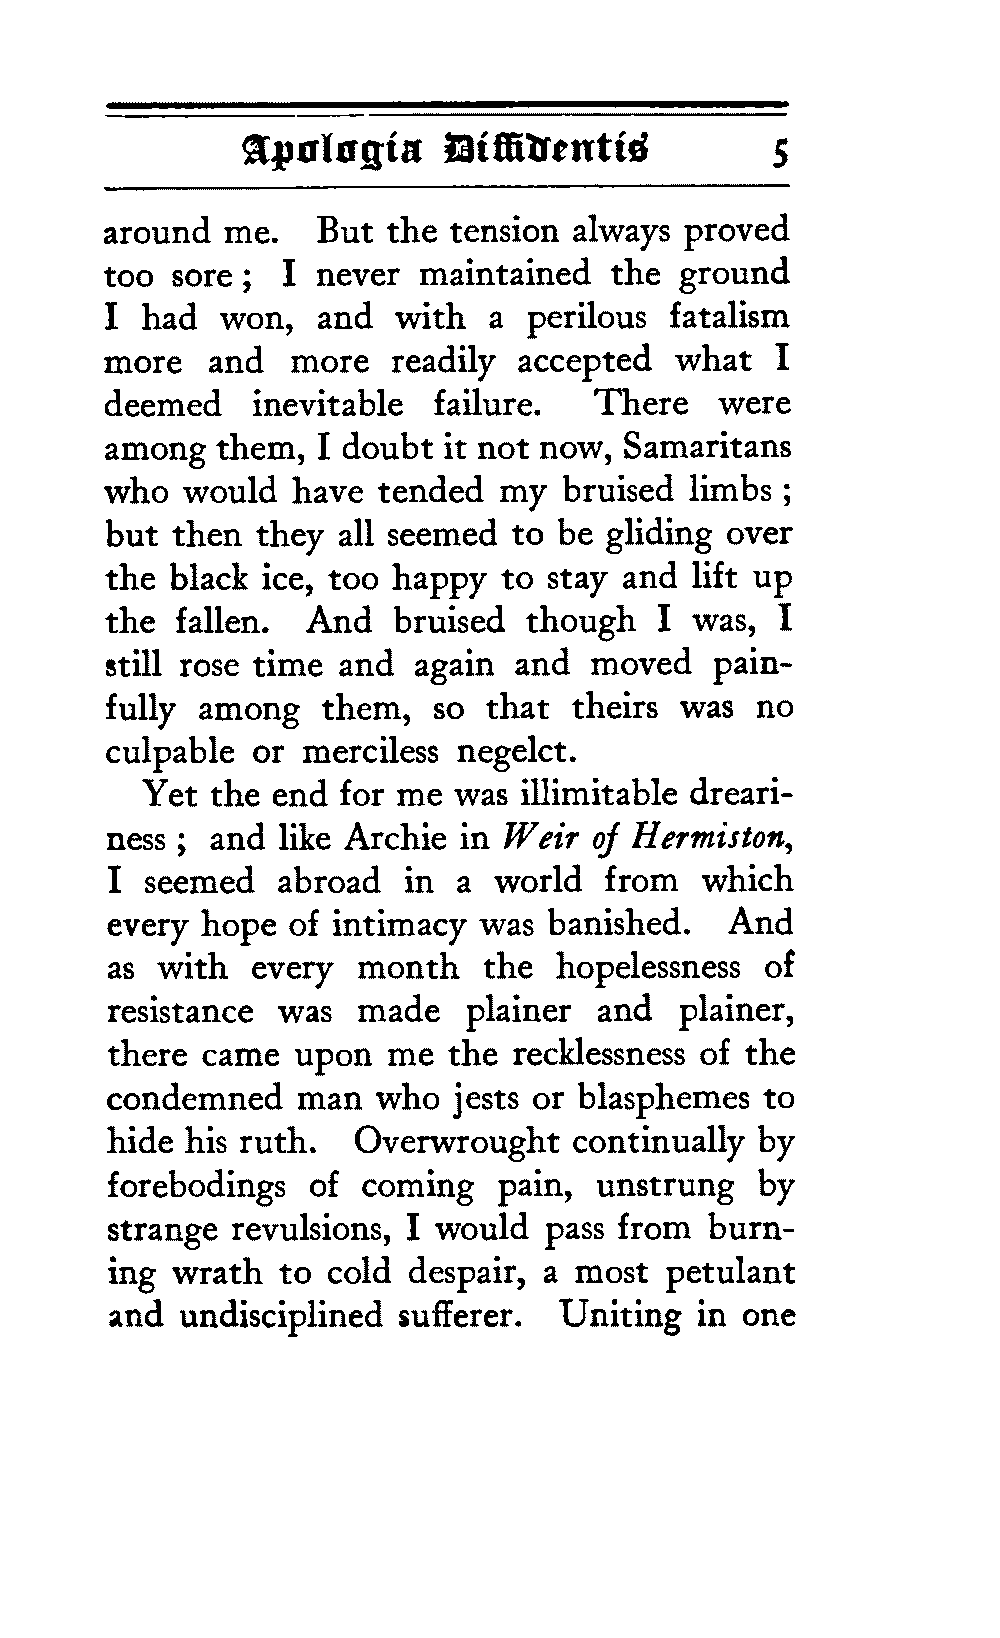 Apologia Diffidentis 5
around me. But the tension always proved
too sore ; I never maintained the ground
I had won, and with a perilous fatalism
more and more readily accepted what I
deemed inevitable failure. There were
among them, I doubt it not now, Samaritans
who would have tended my bruised limbs ;
but then they all seemed to be gliding over
the black ice, too happy to stay and lift up
the fallen. And bruised though I was, I
still rose time and again and moved pain-
fully among them, so that theirs was no
culpable or merciless negelct.
Yet the end for me was illimitable dreari-
ness ; and like Archie in Weir of Hermiston,
I seemed abroad in a world from which
every hope of intimacy was banished. And
as with every month the hopelessness of
resistance was made plainer and plainer,
there came upon me the recklessness of the
condemned man who jests or blasphemes to
hide his ruth. Overwrought continually by
forebodings of coming pain, unstrung by
strange revulsions, I would pass from burn-
ing wrath to cold despair, a most petulant
and undisciplined sufferer. Uniting in one